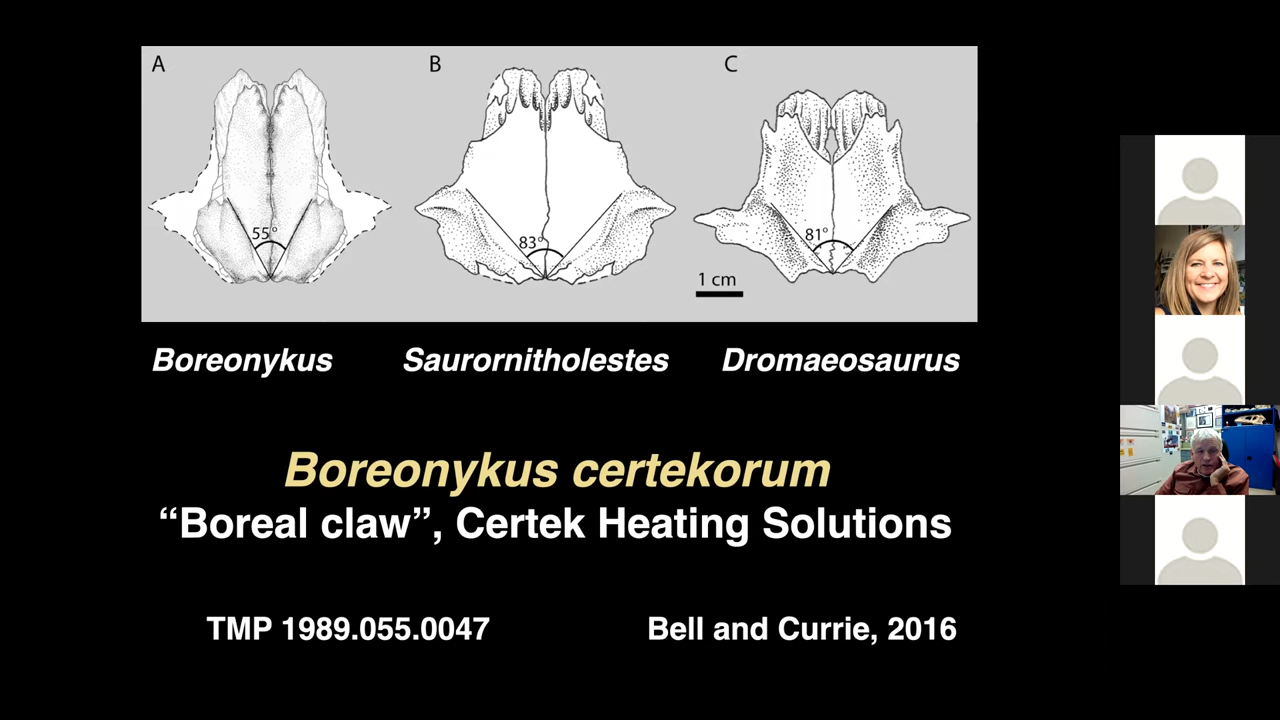 A B C
55° 83° 81°
1 cm
Boreonykus Saurornitholestes Dromaeosaurus
Boreonykus certekorum
“Boreal claw”, Certek Heating Solutions
TMP 1989.055.0047 Bell and Currie, 2016